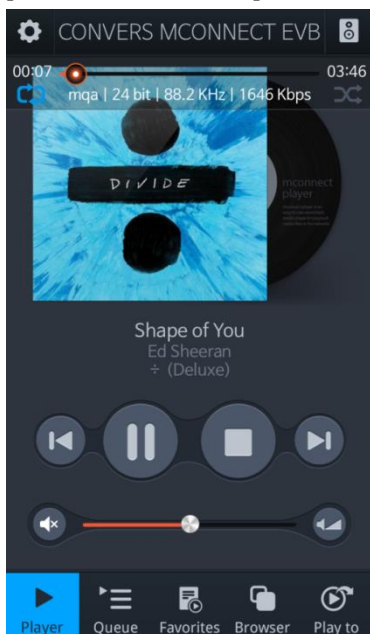 CONVERS MCONNECT EVB
00:07
03:46
mqa | 24 bit | 88.2 KHz | 1646 Kbps
DIVIDE
mconnect
player
Shape of You
Ed Sheeran
÷ (Deluxe)
Player
Queue
Favorites
Browser
Play to